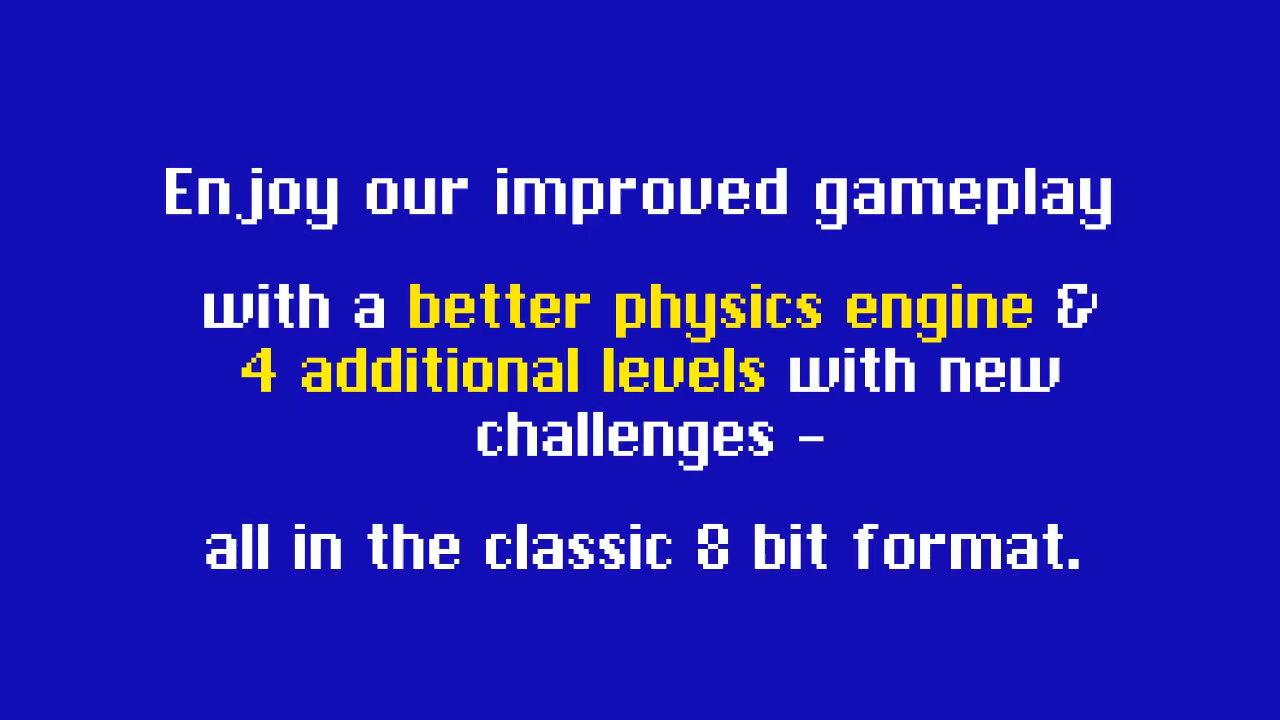 Enjoy our improved gameplay
with a better physics engine &
4 additional levels with new
challenges -
all in the classic 8 bit format.